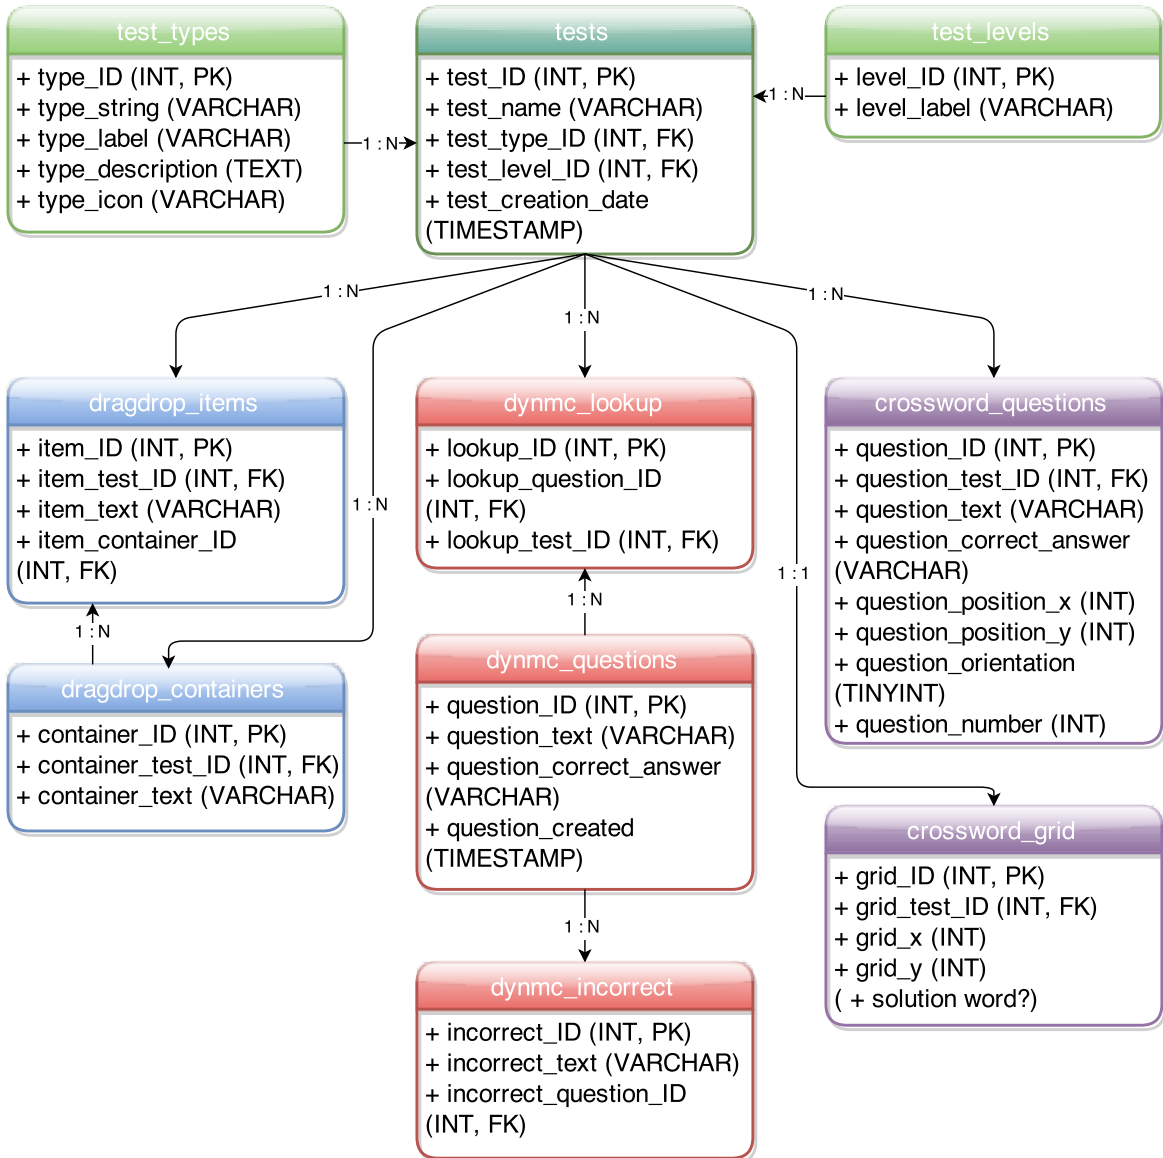 test_types
+ type_ID (INT, PK)
+ type_string (VARCHAR)
+ type_label (VARCHAR)
+ type_description (TEXT)
+ type_icon (VARCHAR)
1 : N
tests
+ test_ID (INT, PK)
+ test_name (VARCHAR)
+ test_type_ID (INT, FK)
+ test_level_ID (INT, FK)
+ test_creation_date
(TIMESTAMP)
1 : N
test_levels
+ level_ID (INT, PK)
+ level_label (VARCHAR)
1 : N
1 : N
1 : N
1 : N
1 : 1
dragdrop_items
+ item_ID (INT, PK)
+ item_test_ID (INT, FK)
+ item_text (VARCHAR)
+ item_container_ID
(INT, FK)
1 : N
dragdrop_containers
+ container_ID (INT, PK)
+ container_test_ID (INT, FK)
+ container_text (VARCHAR)
dynmc_lookup
+ lookup_ID (INT, PK)
+ lookup_question_ID
(INT, FK)
+ lookup_test_ID (INT, FK)
1 : N
dynmc_questions
+ question_ID (INT, PK)
+ question_text (VARCHAR)
+ question_correct_answer
(VARCHAR)
+ question_created
(TIMESTAMP)
1 : N
dynmc_incorrect
+ incorrect_ID (INT, PK)
+ incorrect_text (VARCHAR)
+ incorrect_question_ID
(INT, FK)
crossword_questions
+ question_ID (INT, PK)
+ question_test_ID (INT, FK)
+ question_text (VARCHAR)
+ question_correct_answer
(VARCHAR)
+ question_position_x (INT)
+ question_position_y (INT)
+ question_orientation
(TINYINT)
+ question_number (INT)
crossword_grid
+ grid_ID (INT, PK)
+ grid_test_ID (INT, FK)
+ grid_x (INT)
+ grid_y (INT)
( + solution word?)